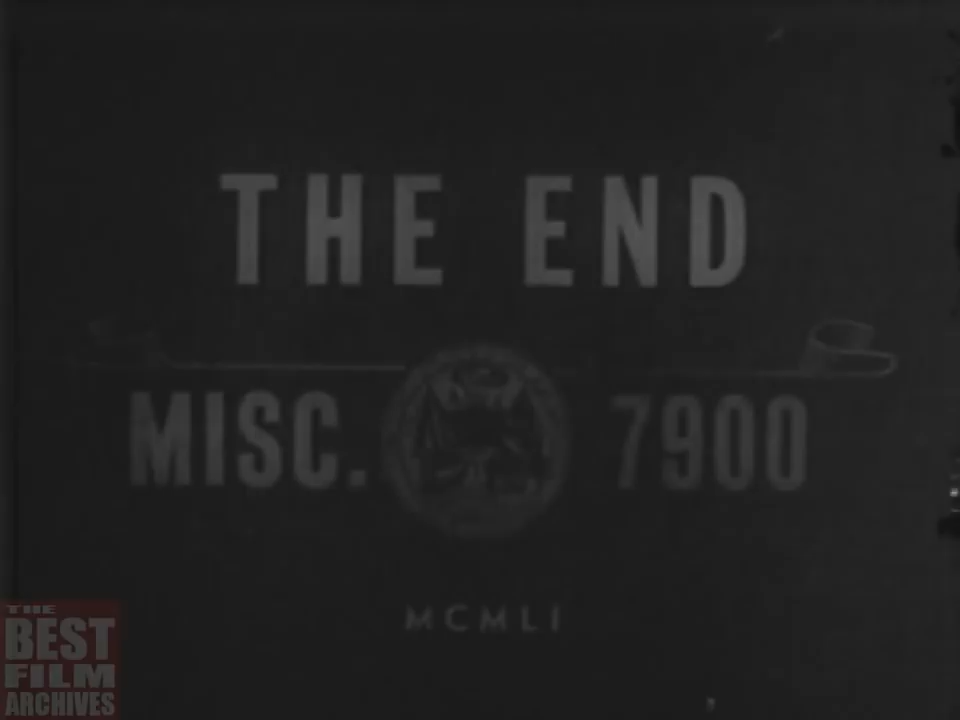 THE END
MISC. 7900
MCMLI
THE
BEST
FILM
ARCHIVES